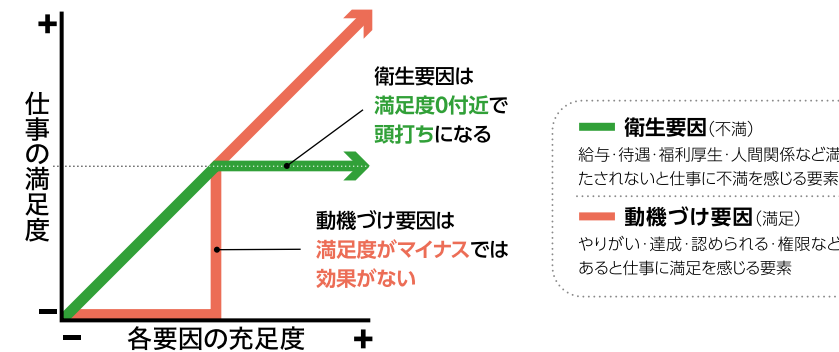 +
仕事の満足度
−
−
各要因の充足度
+
衛生要因は
満足度0付近で
頭打ちになる
動機づけ要因は
満足度がマイナスでは
効果がない
衛生要因（不満）
給与・待遇・福利厚生・人間関係など満
たされないと仕事に不満を感じる要素
動機づけ要因（満足）
やりがい・達成・認められる・権限など
あると仕事に満足を感じる要素